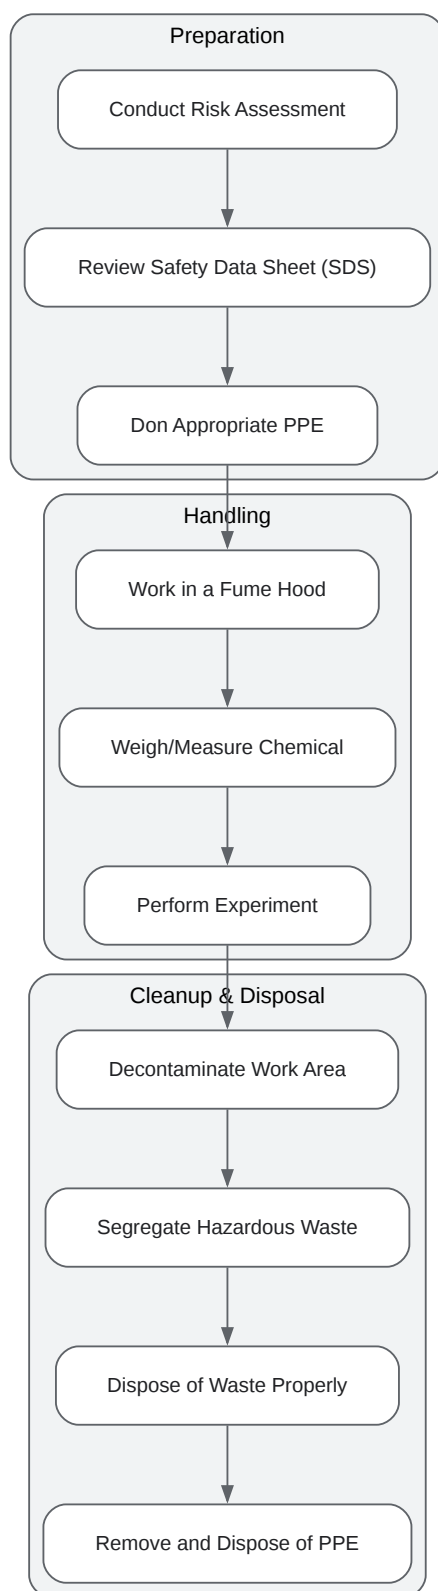 Preparation
Conduct Risk Assessment
Review Safety Data Sheet (SDS)
Don Appropriate PPE
Handling
Work in a Fume Hood
Weigh/Measure Chemical
Perform Experiment
Cleanup & Disposal
Decontaminate Work Area
Segregate Hazardous Waste
Dispose of Waste Properly
Remove and Dispose of PPE